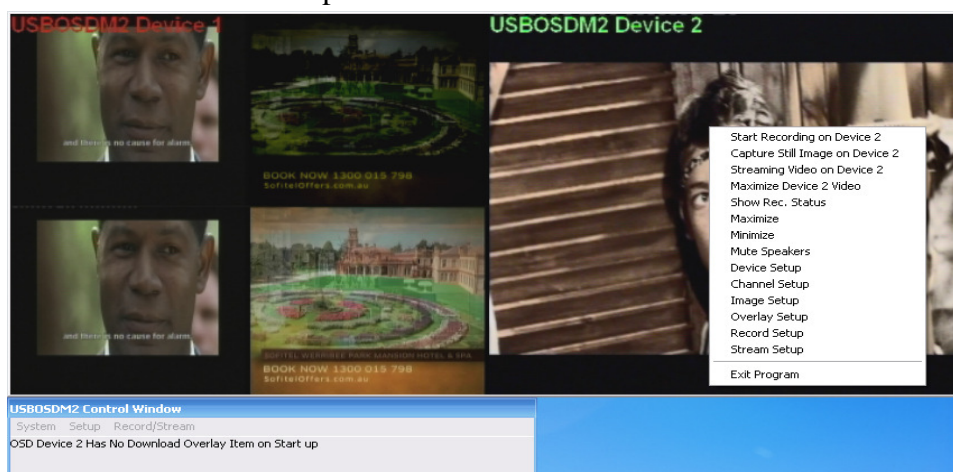 USBOSDM2 Device 1
USBOSDM2 Device 2
and there is no cause for alarm
BOOK NOW 1300 015 798
SofitelOffers.com.au
and there is no cause for alarm
SOFITEL WERRIBEE PARK MANSION HOTEL & SPA
BOOK NOW 1300 015 798
SofitelOffers.com.au
Start Recording on Device 2
Capture Still Image on Device 2
Streaming Video on Device 2
Maximize Device 2 Video
Show Rec. Status
Maximize
Minimize
Mute Speakers
Device Setup
Channel Setup
Image Setup
Overlay Setup
Record Setup
Stream Setup
Exit Program
USBOSDM2 Control Window
System Setup Record/Stream
OSD Device 2 Has No Download Overlay Item on Start up